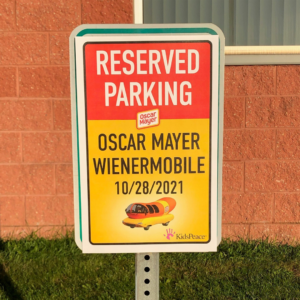 RESERVED
PARKING
Oscar
Mayer
OSCAR MAYER
WIENERMOBILE
10/28/2021
KidsPeace